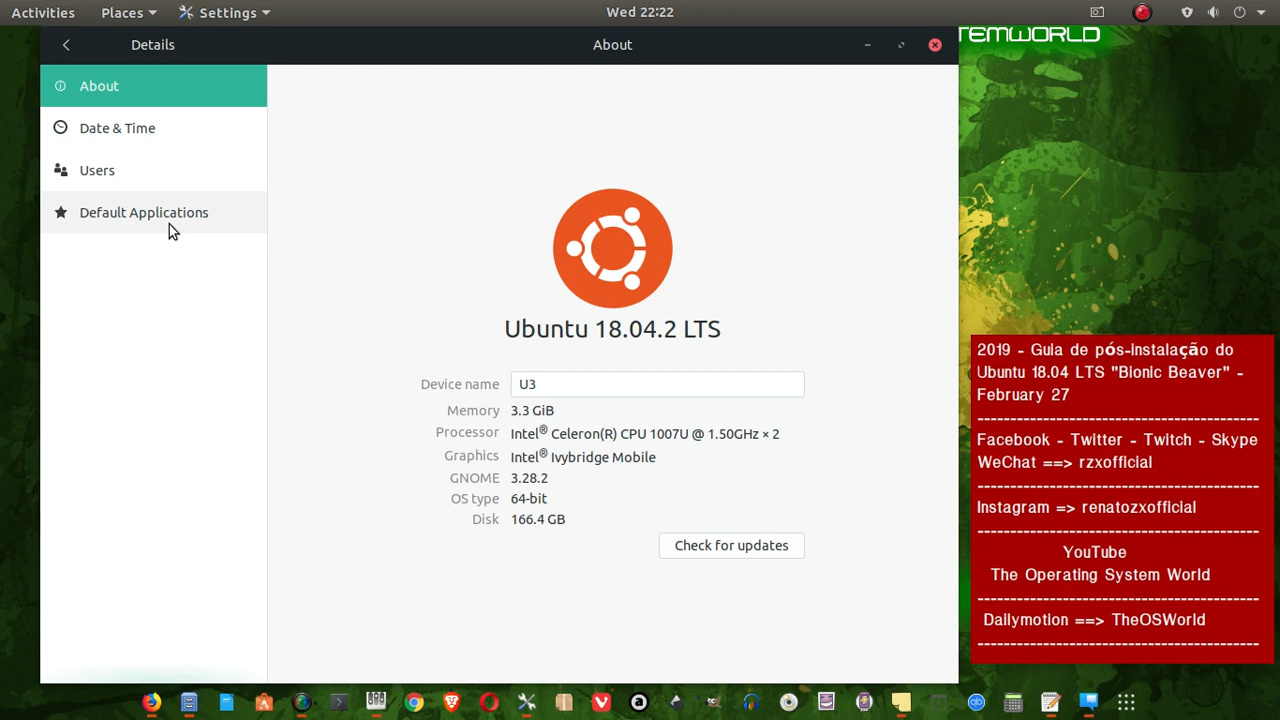 Activities Places Settings Wed 22:22
TEMWORLD
Details About
About
Date & Time
Users
Default Applications
Ubuntu 18.04.2 LTS
Device name U3
Memory 3.3 GiB
Processor Intel® Celeron(R) CPU 1007U @ 1.50GHz × 2
Graphics Intel® Ivybridge Mobile
GNOME 3.28.2
OS type 64-bit
Disk 166.4 GB
Check for updates
2019 - Guia de pós-Instalação do
Ubuntu 18.04 LTS "Bionic Beaver" -
February 27
------------------------------------------
Facebook - Twitter - Twitch - Skype
WeChat ==> rzxofficial
------------------------------------------
Instagram => renatozxofficial
------------------------------------------
YouTube
The Operating System World
------------------------------------------
Dailymotion ==> TheOSWorld
------------------------------------------